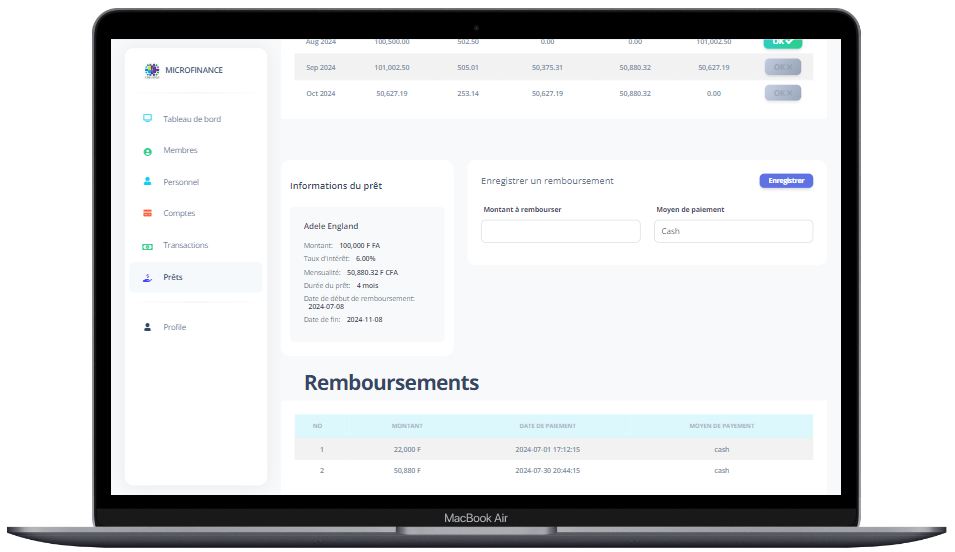 MICROFINANCE
Tableau de bord
Membres
Personnel
Comptes
Transactions
Prêts
Profile
Aug 2024 100,500.00 502.50 0.00 0.00 101,002.50 OK
Sep 2024 101,002.50 505.01 50,375.31 50,880.32 50,627.19 OK X
Oct 2024 50,627.19 253.14 50,627.19 50,880.32 0.00 OK X
Informations du prêt
Adele England
Montant: 100,000 F FA
Taux d'intérêt: 6.00%
Mensualité: 50,880.32 F CFA
Durée du prêt: 4 mois
Date de début de remboursement:
2024-07-08
Date de fin: 2024-11-08
Enregistrer un remboursement
Enregistrer
Montant à rembourser
Moyen de paiement
Cash
Remboursements
NO MONTANT DATE DE PAIEMENT MOYEN DE PAYEMENT
1 22,000 F 2024-07-01 17:12:15 cash
2 50,880 F 2024-07-30 20:44:15 cash
MacBook Air